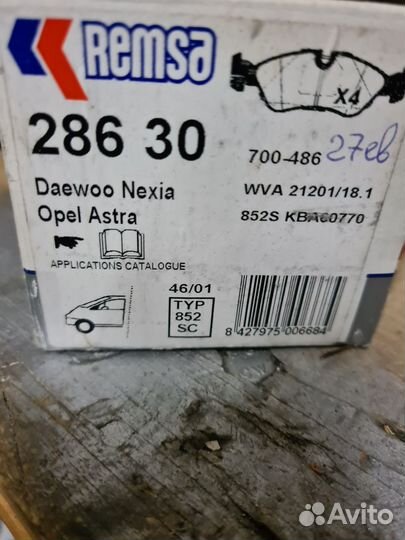 Remsa
X4
286 30
700-486
27ев
Daewoo Nexia
WVA 21201/18.1
Opel Astra
852S KBA60770
APPLICATIONS CATALOGUE
46/01
TYP
852
SC
8 427975 006684
Avito